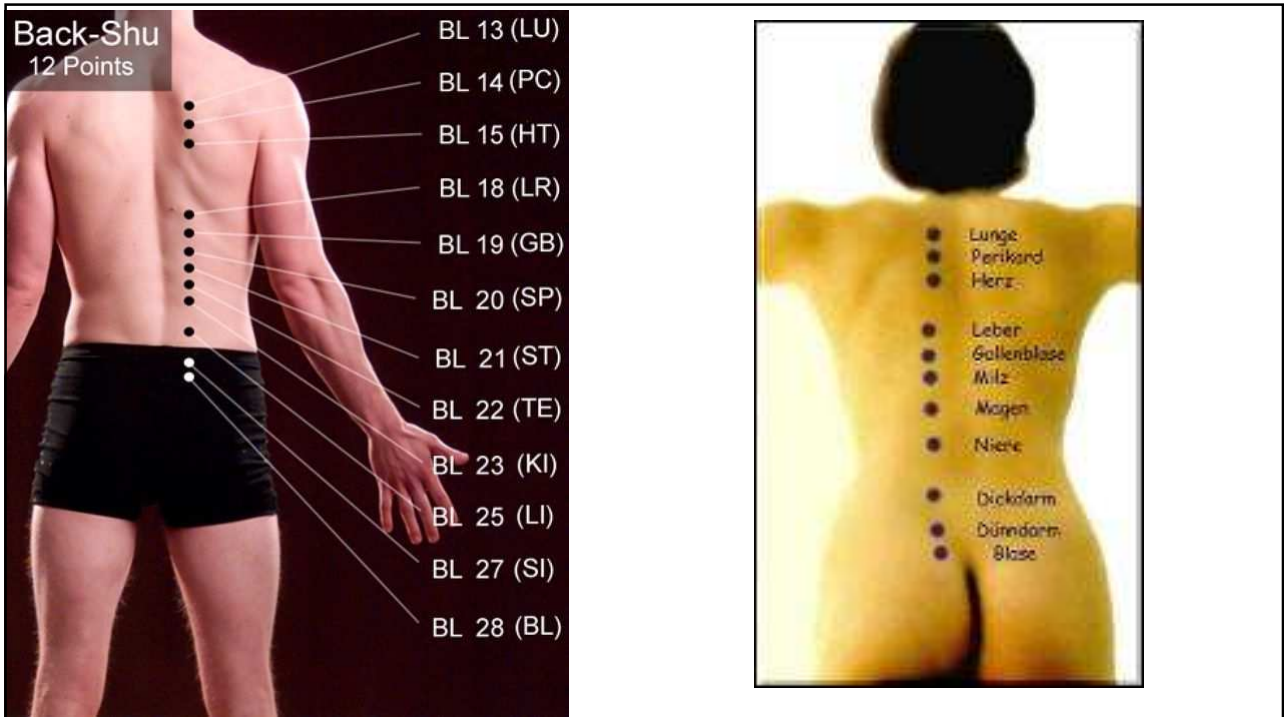 Back-Shu
12 Points
BL 13 (LU)
BL 14 (PC)
BL 15 (HT)
BL 18 (LR)
BL 19 (GB)
BL 20 (SP)
BL 21 (ST)
BL 22 (TE)
BL 23 (KI)
BL 25 (LI)
BL 27 (SI)
BL 28 (BL)
Lunge
Perikard
Herz
Leber
Gallenblase
Milz
Magen
Niere
Dickdarm
Dünndarm
Blase